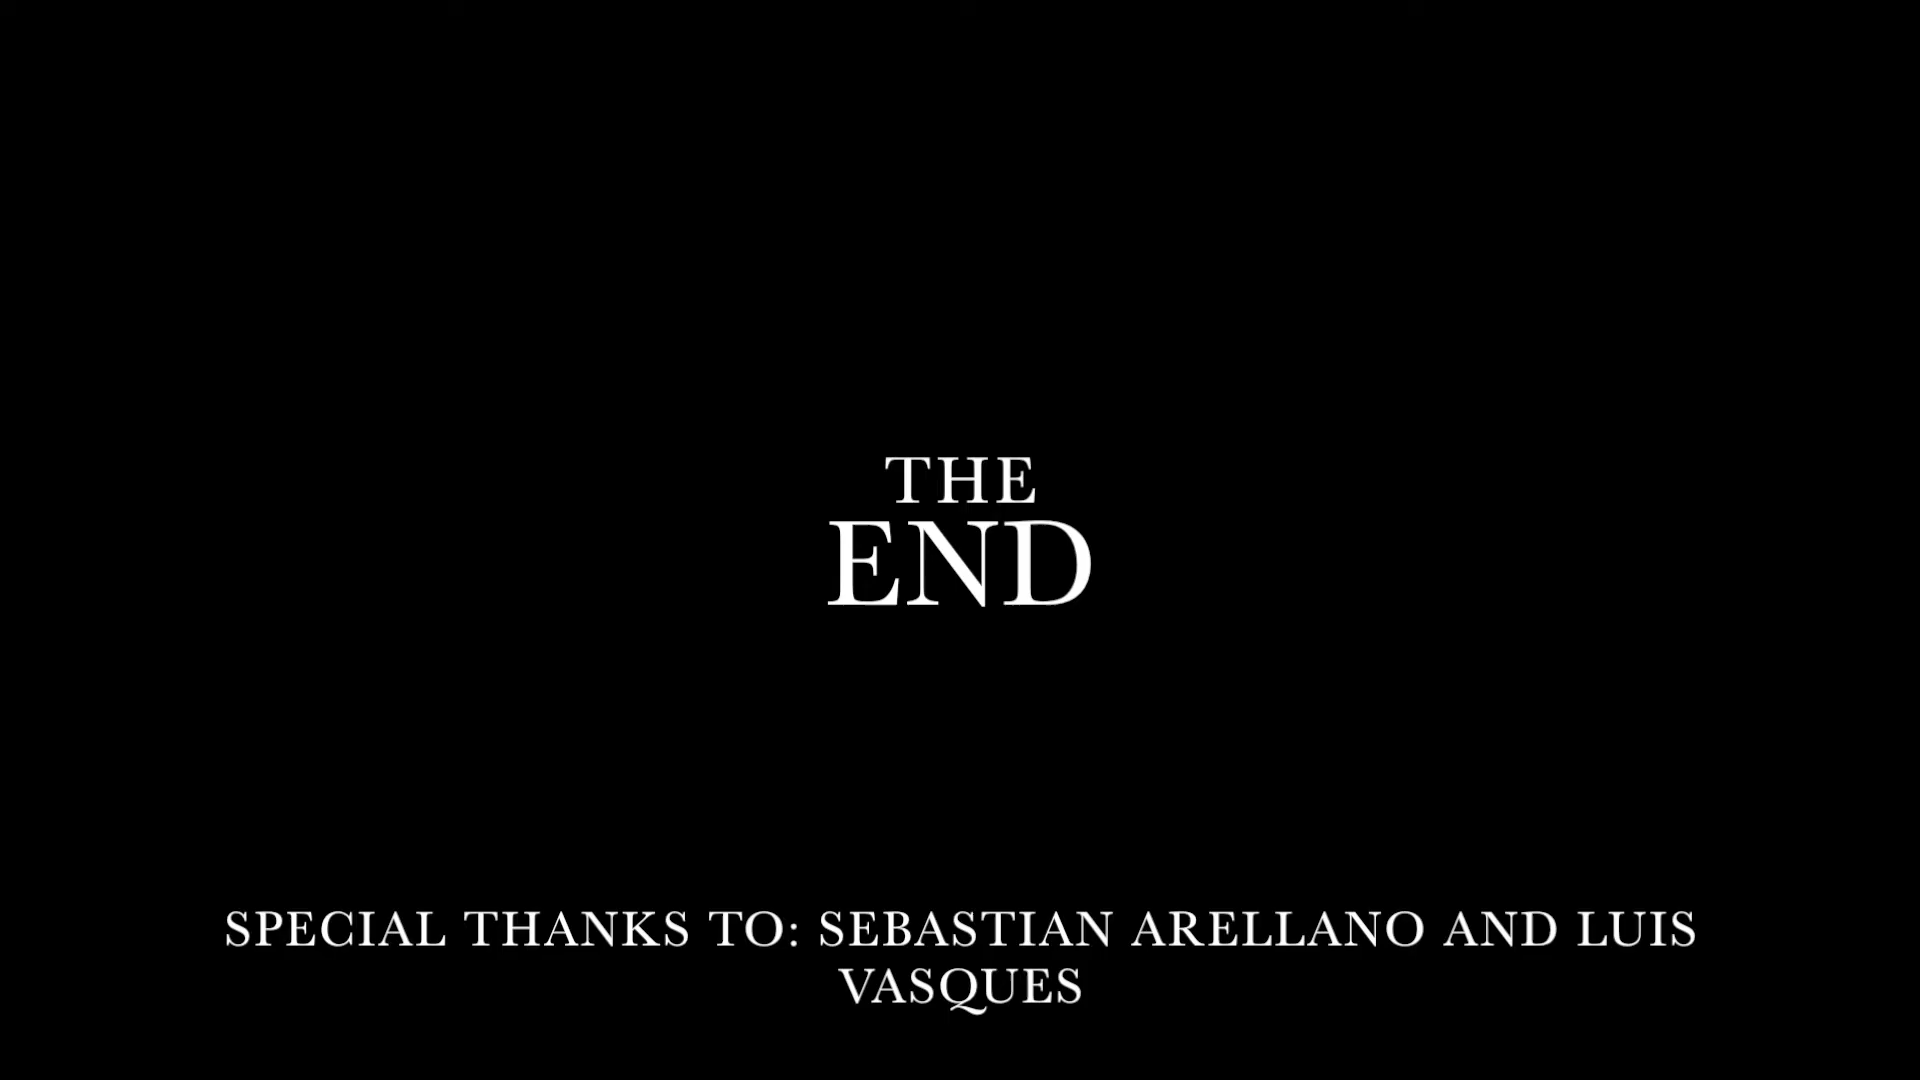 THE
END
SPECIAL THANKS TO: SEBASTIAN ARELLANO AND LUIS
VASQUES